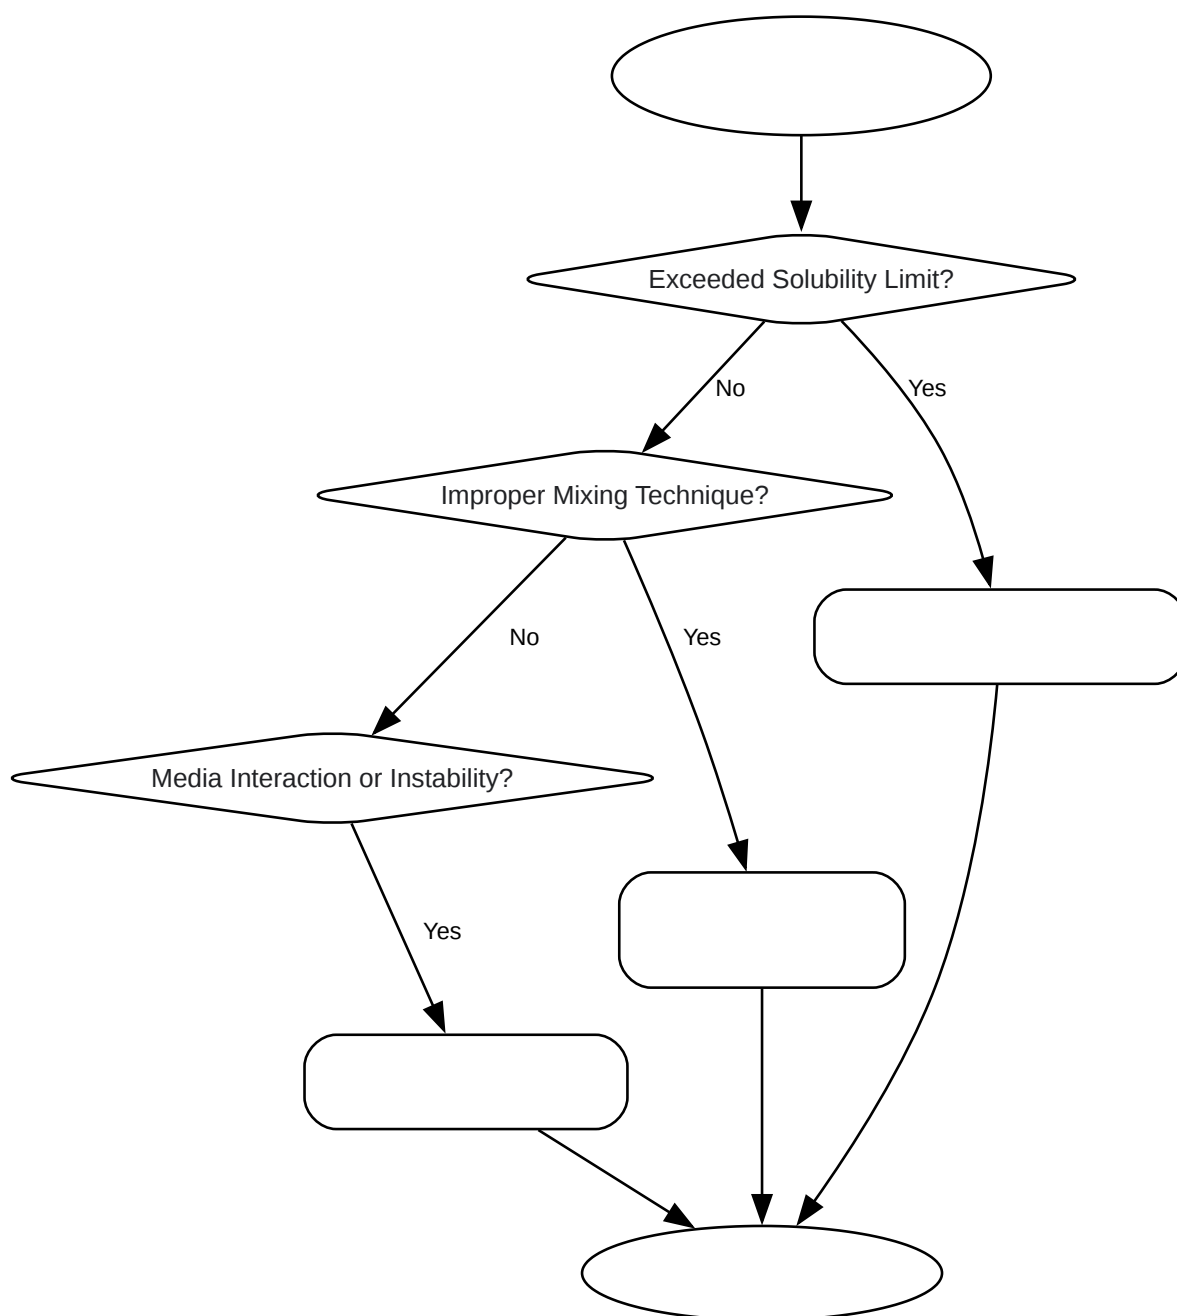 Exceeded Solubility Limit?
No
Yes
Improper Mixing Technique?
No
Yes
Media Interaction or Instability?
Yes